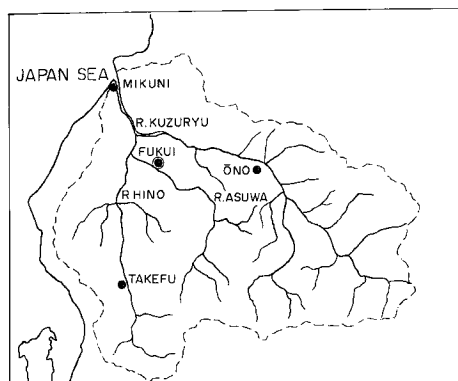 JAPAN SEA
MIKUNI
R.KUZURYU
FUKUI
ŌNO
R.HINO
R.ASUWA
TAKEFU